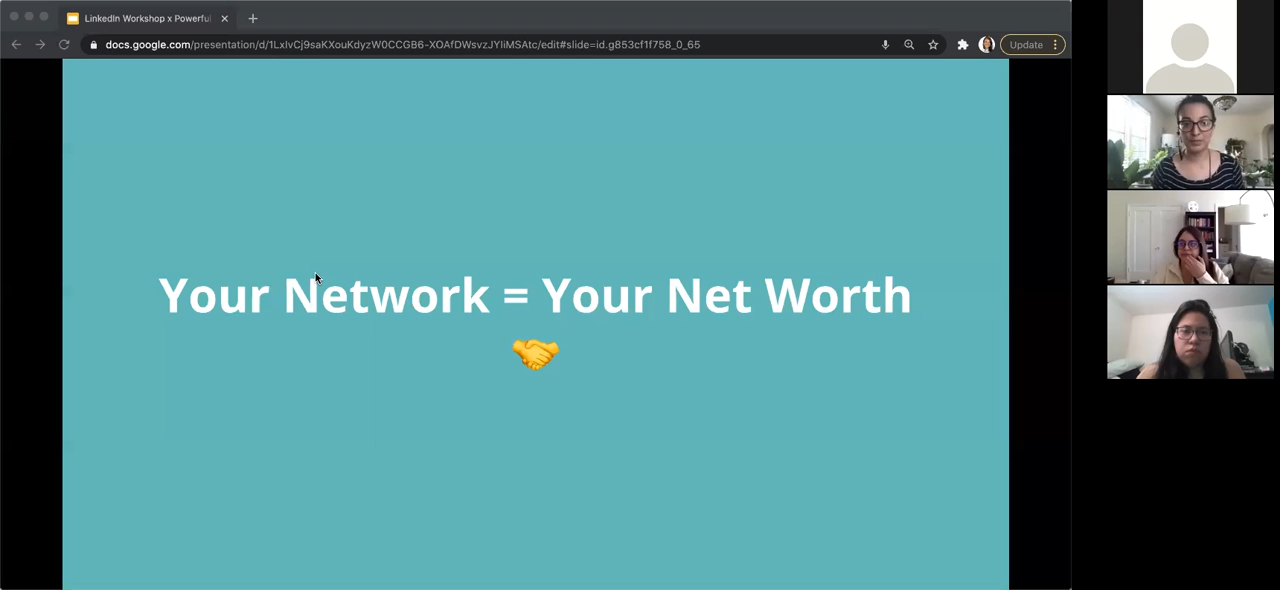 LinkedIn Workshop x Powerful
docs.google.com/presentation/d/1LxlvCj9saKXouKdyzW0CCGB6-XOAfDWsvzJYIiMSAtc/edit#slide=id.g853cf1f758_0_65
Update
Your Network = Your Net Worth